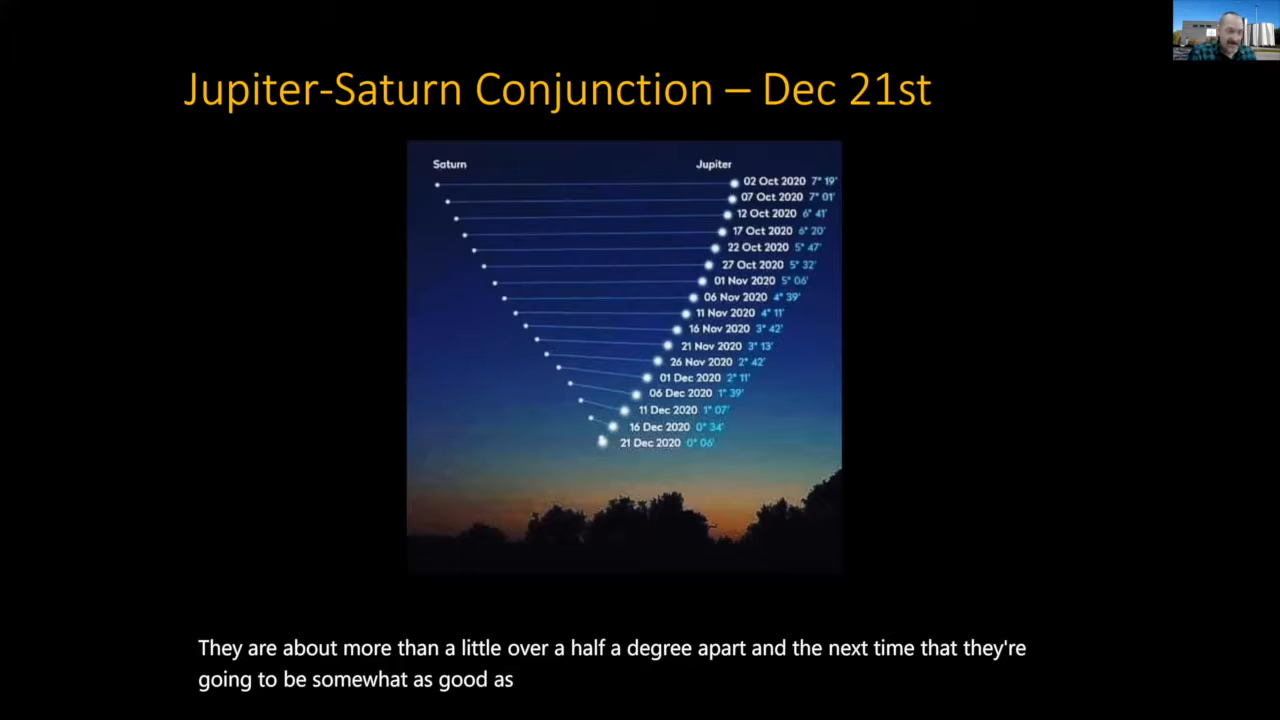 Jupiter-Saturn Conjunction – Dec 21st
Saturn Jupiter
02 Oct 2020 7° 19'
07 Oct 2020 7° 01'
12 Oct 2020 6° 41'
17 Oct 2020 6° 20'
22 Oct 2020 5° 47'
27 Oct 2020 5° 32'
01 Nov 2020 5° 06'
06 Nov 2020 4° 39'
11 Nov 2020 4° 11'
16 Nov 2020 3° 42'
21 Nov 2020 3° 13'
26 Nov 2020 2° 42'
01 Dec 2020 2° 11'
06 Dec 2020 1° 39'
11 Dec 2020 1° 07'
16 Dec 2020 0° 34'
21 Dec 2020 0° 06'
They are about more than a little over a half a degree apart and the next time that they're
going to be somewhat as good as